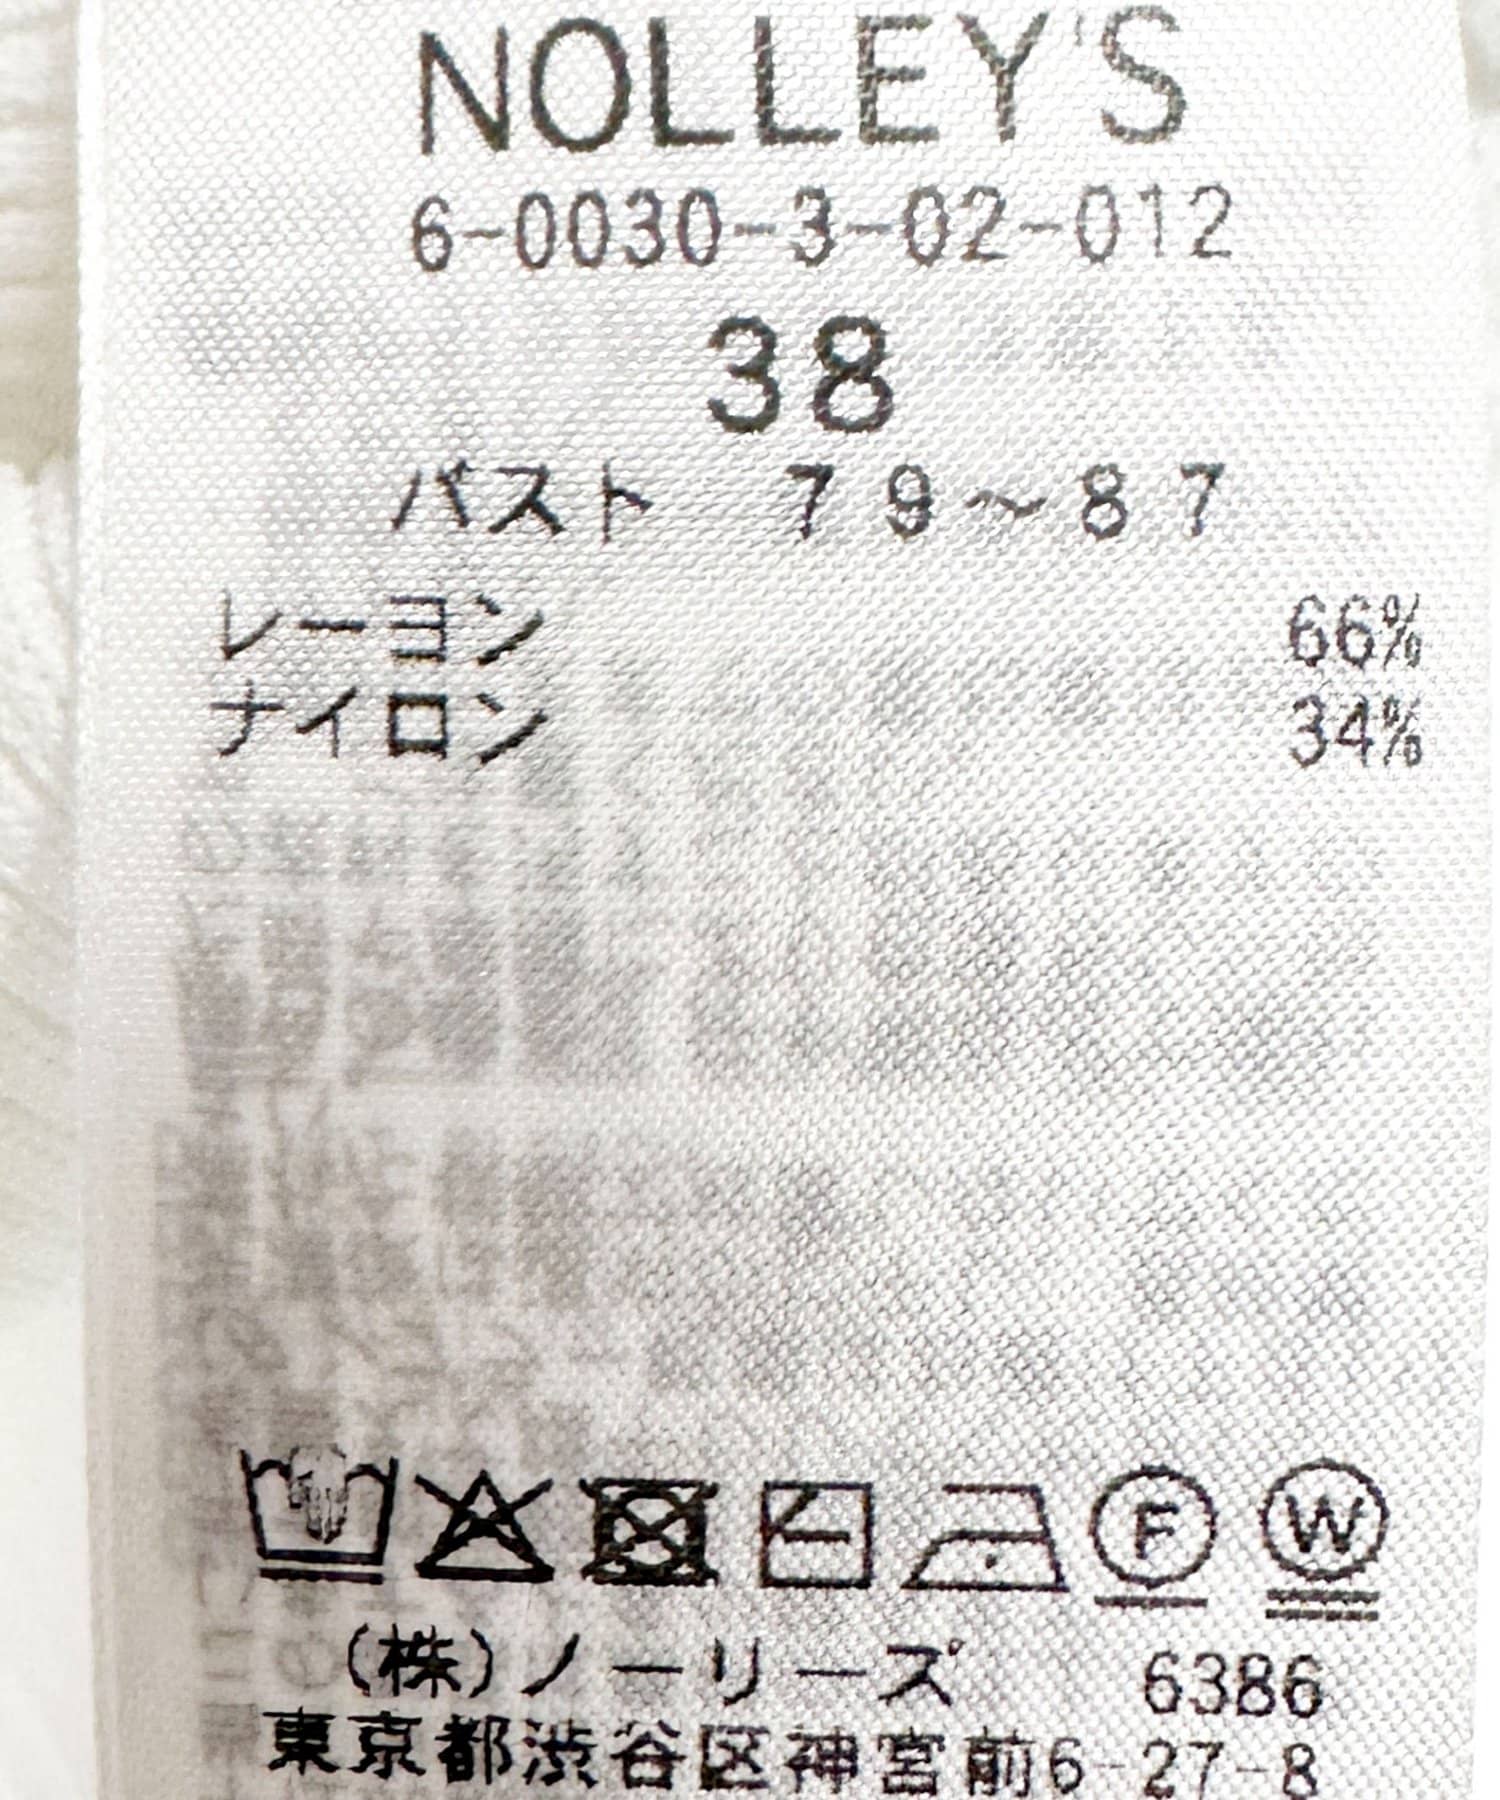 NOLLEY'S
6-0030-3-02-012
38
バスト 79~87
レーヨン 66%
ナイロン 34%
F W
(株)ノーリーズ 6386
東京都渋谷区神宮前6-27-8